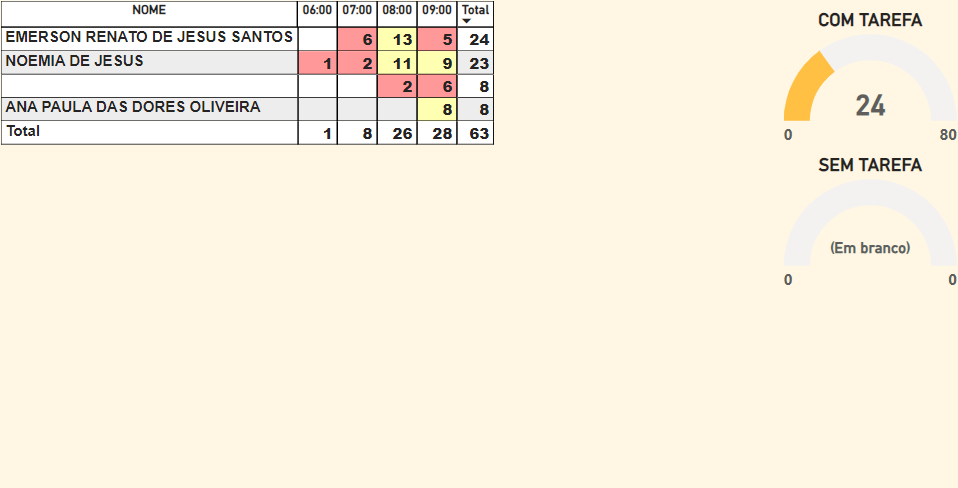 NOME 06:00 07:00 08:00 09:00 Total
EMERSON RENATO DE JESUS SANTOS 6 13 5 24
NOEMIA DE JESUS 1 2 11 9 23
2 6 8
ANA PAULA DAS DORES OLIVEIRA 8 8
Total 1 8 26 28 63
COM TAREFA
24
0 80
SEM TAREFA
(Em branco)
0 0